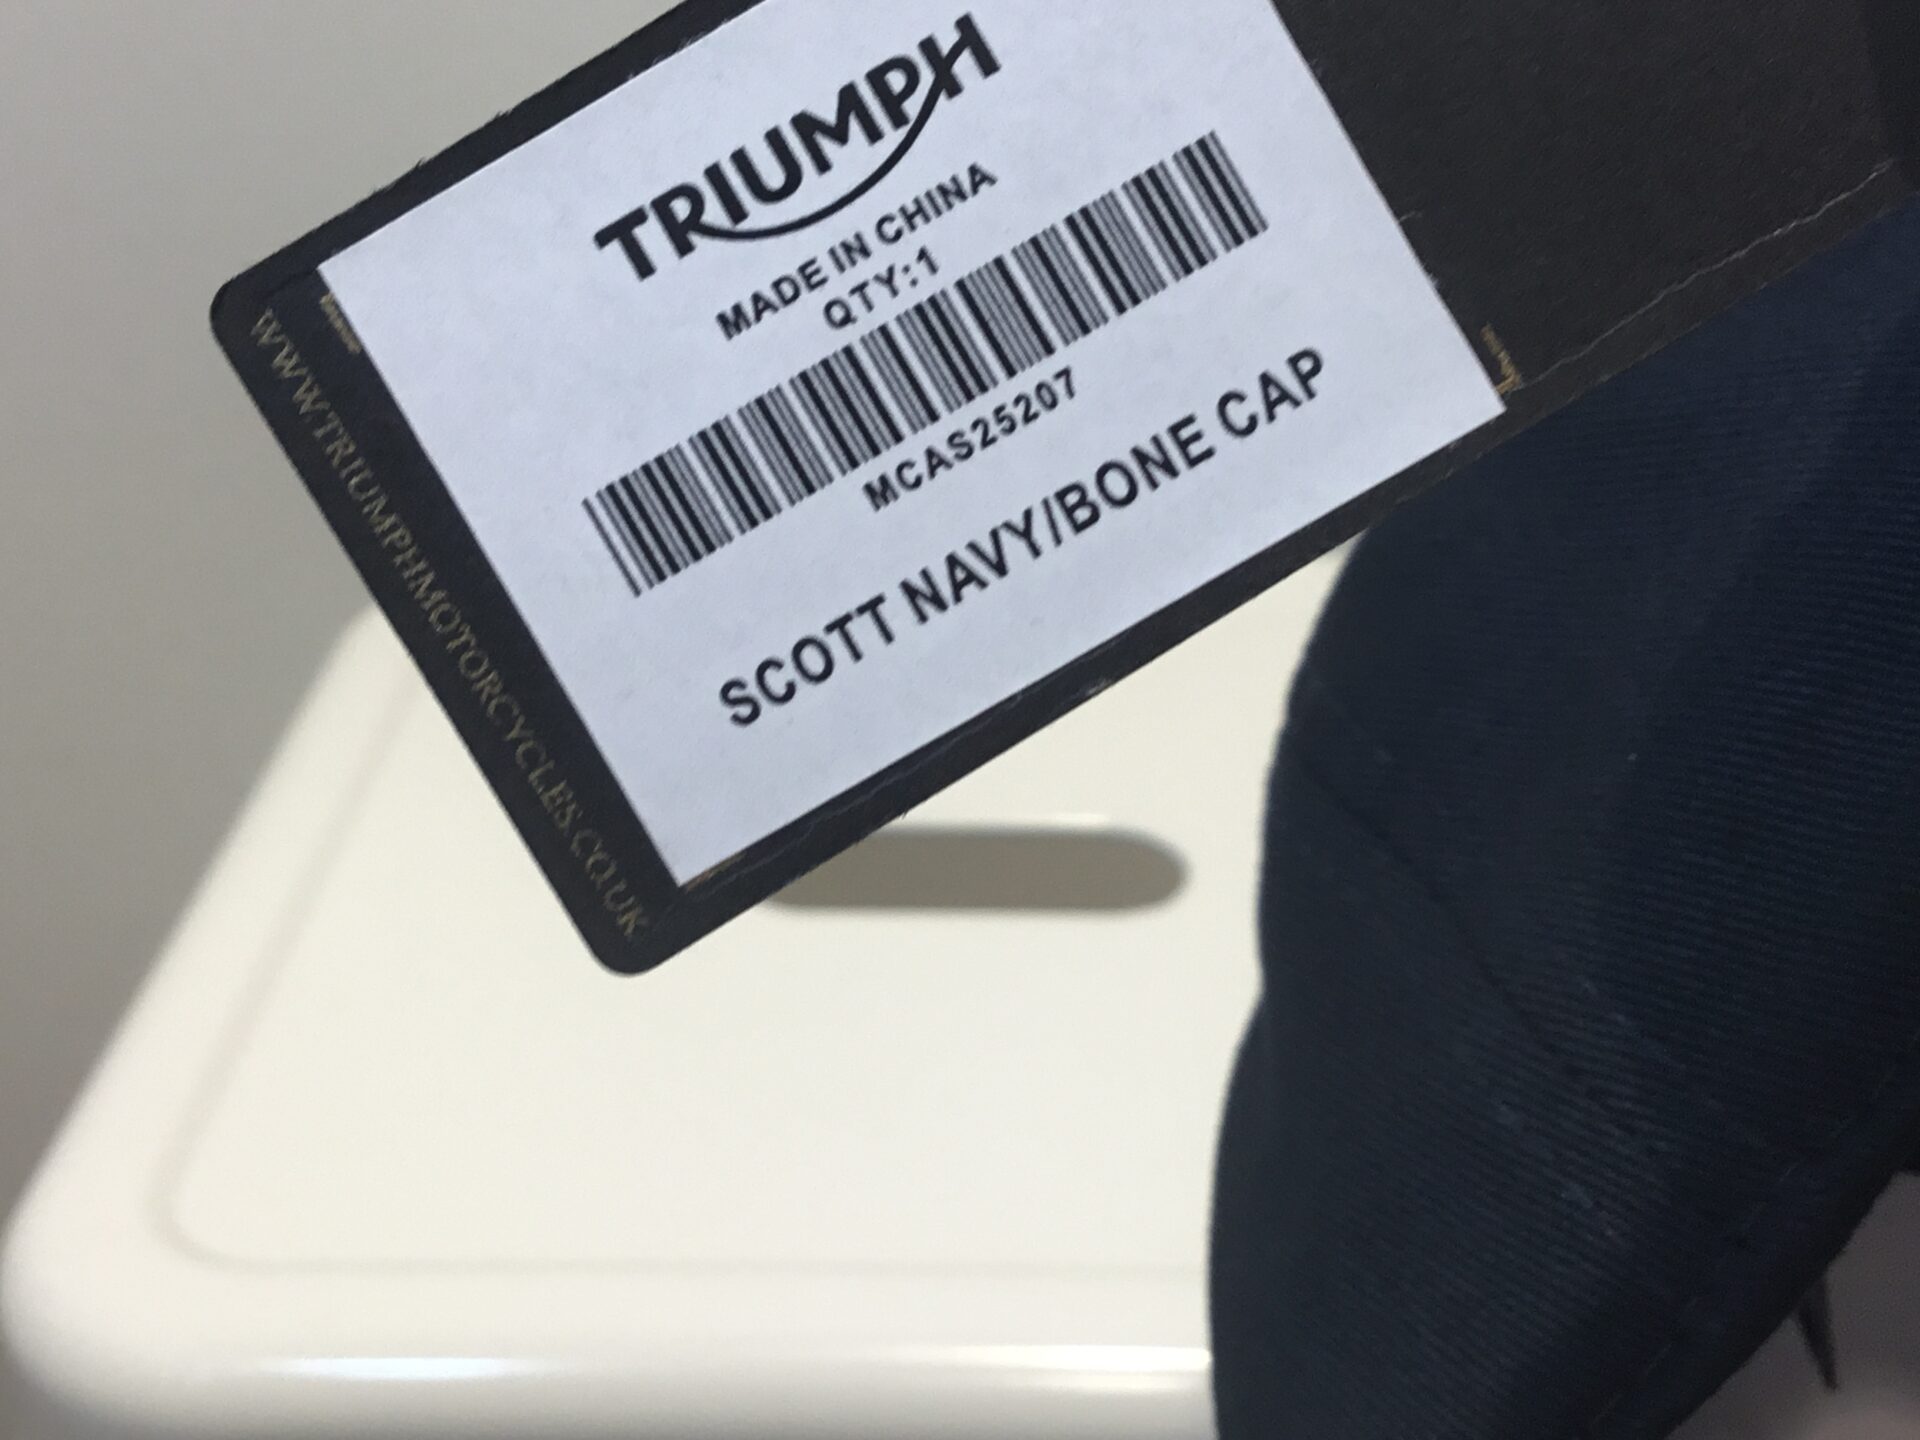 TRIUMPH
MADE IN CHINA
QTY:1
MCAS25207
SCOTT NAVY/BONE CAP
WWW.TRIUMPHMOTORCYCLES.CO.UK